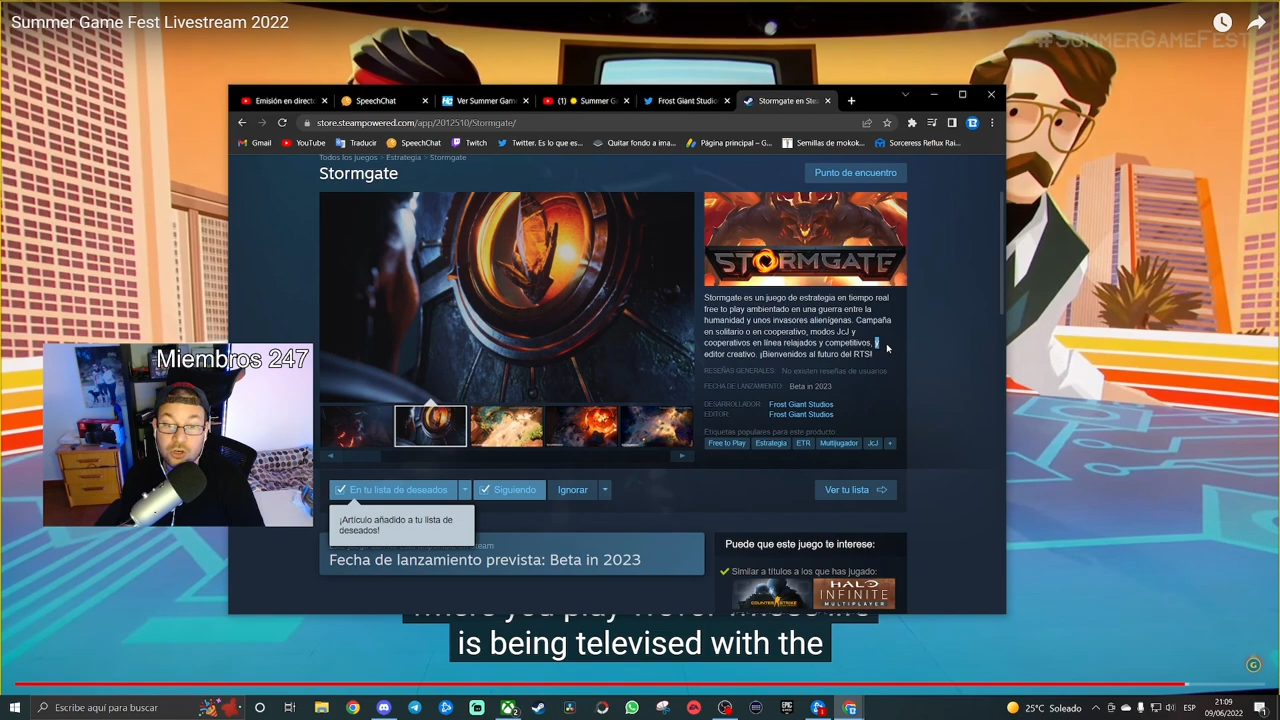 Summer Game Fest Livestream 2022
#SUMMERGAMEFEST
Emisión en directo
SpeechChat
Ver Summer Gam
(1) Summer G
Frost Giant Studio
Stormgate en Ste
store.steampowered.com/app/2012510/Stormgate/
Gmail
YouTube
Traducir
SpeechChat
Twitch
Twitter. Es lo que es...
Quitar fondo a ima...
Página principal – G...
Semillas de mokok...
Sorceress Reflux Rai...
Todos los juegos > Estrategia > Stormgate
Stormgate
Punto de encuentro
STORMGATE
Stormgate es un juego de estrategia en tiempo real
free to play ambientado en una guerra entre la
humanidad y unos invasores alienígenas. Campaña
en solitario o en cooperativo, modos JcJ y
cooperativos en línea relajados y competitivos, y
editor creativo. ¡Bienvenidos al futuro del RTS!
RESEÑAS GENERALES: No existen reseñas de usuarios
FECHA DE LANZAMIENTO: Beta in 2023
DESARROLLADOR: Frost Giant Studios
EDITOR: Frost Giant Studios
Etiquetas populares para este producto:
Free to Play Estrategia ETR Multijugador JcJ +
Miembros 247
En tu lista de deseados
Siguiendo
Ignorar
Ver tu lista
¡Artículo añadido a tu lista de
deseados!
Fecha de lanzamiento prevista: Beta in 2023
Puede que este juego te interese:
Similar a títulos a los que has jugado:
COUNTER STRIKE
HALO
INFINITE
MULTIPLAYER
is being televised with the
Escribe aquí para buscar
25°C Soleado
ESP
21:09
09/06/2022